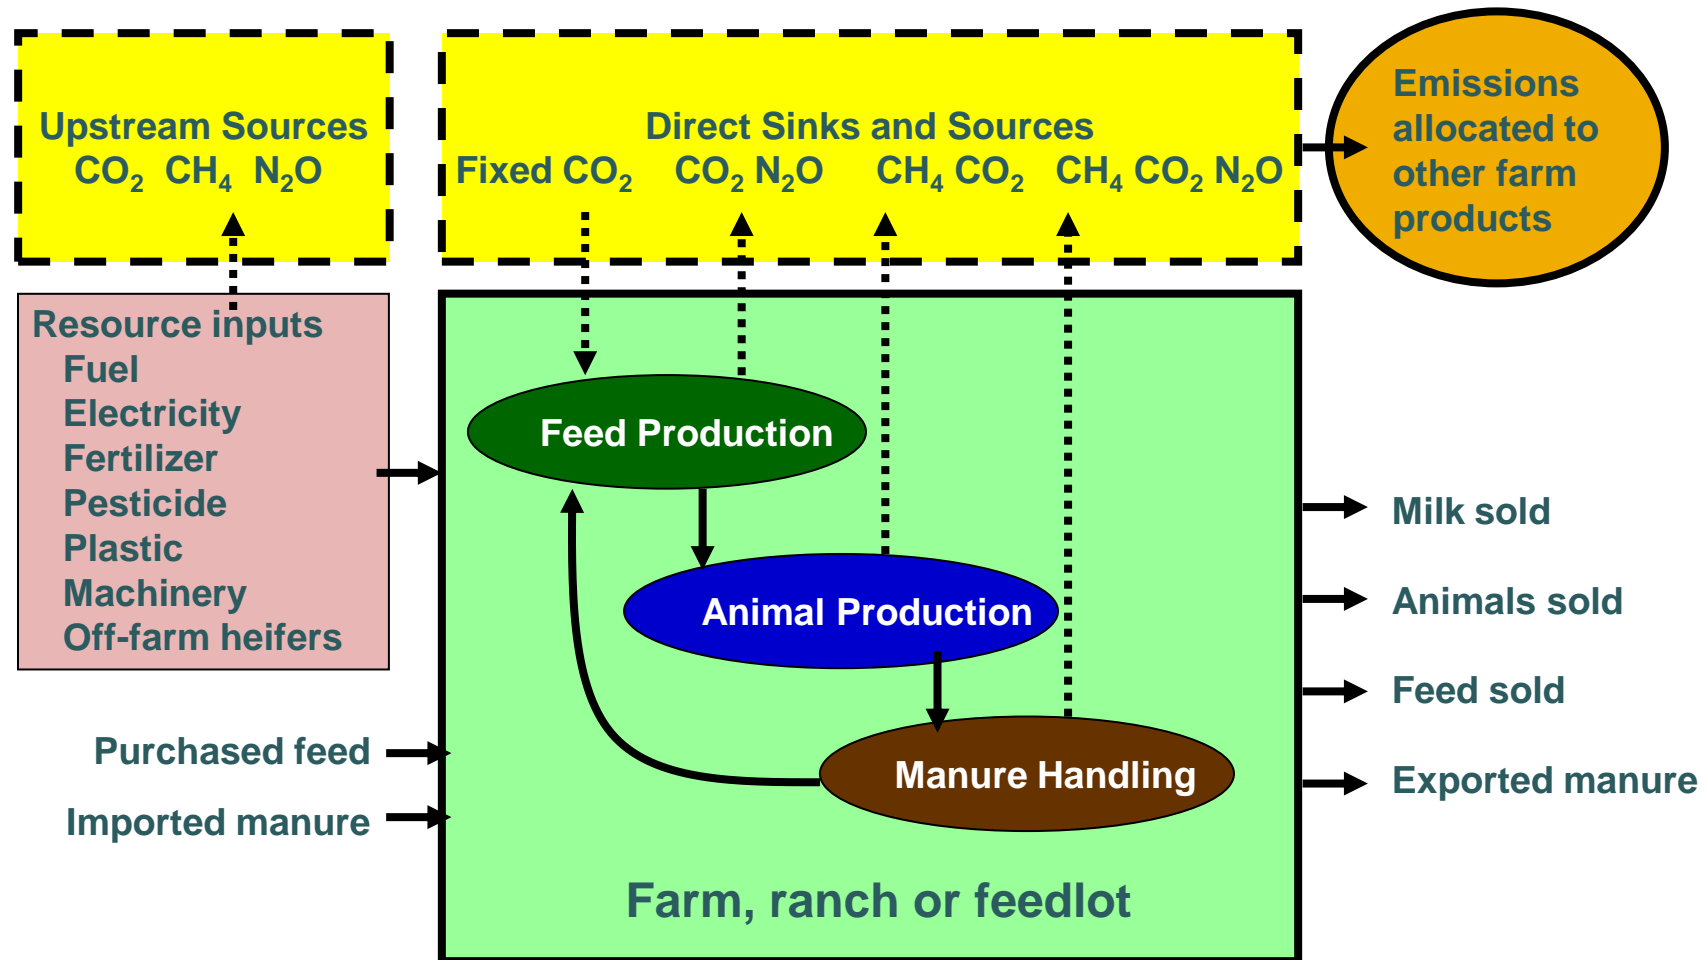 Upstream Sources
CO₂ CH₄ N₂O
Direct Sinks and Sources
Fixed CO₂ CO₂ N₂O CH₄ CO₂ CH₄ CO₂ N₂O
Emissions
allocated to
other farm
products
Resource inputs
Fuel
Electricity
Fertilizer
Pesticide
Plastic
Machinery
Off-farm heifers
Purchased feed
Imported manure
Feed Production
Animal Production
Manure Handling
Farm, ranch or feedlot
Milk sold
Animals sold
Feed sold
Exported manure